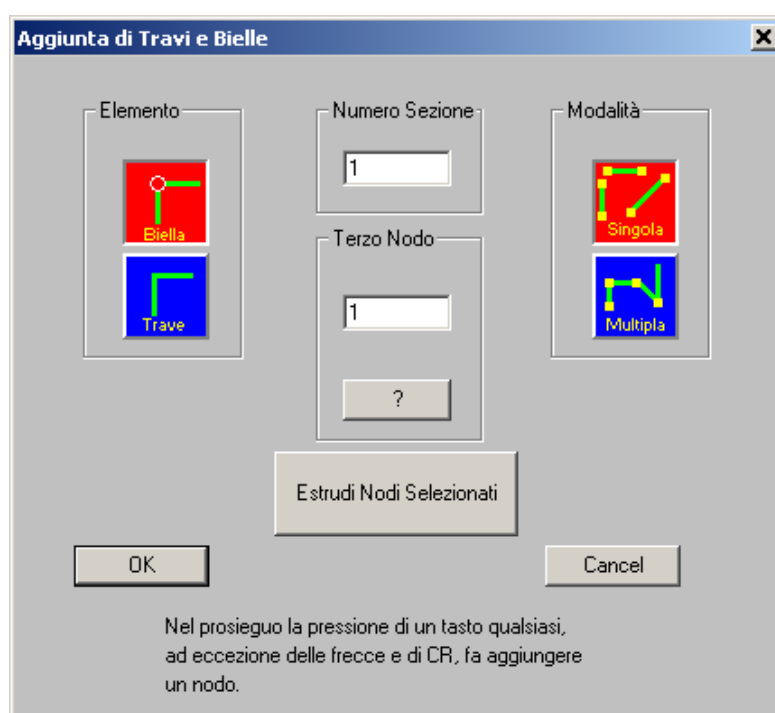 Aggiunta di Travi e Bielle
Elemento
Numero Sezione
Modalità
1
Biella
Singola
Terzo Nodo
Trave
1
Multipla
?
Estrudi Nodi Selezionati
OK
Cancel
Nel prosieguo la pressione di un tasto qualsiasi,
ad eccezione delle frecce e di CR, fa aggiungere
un nodo.